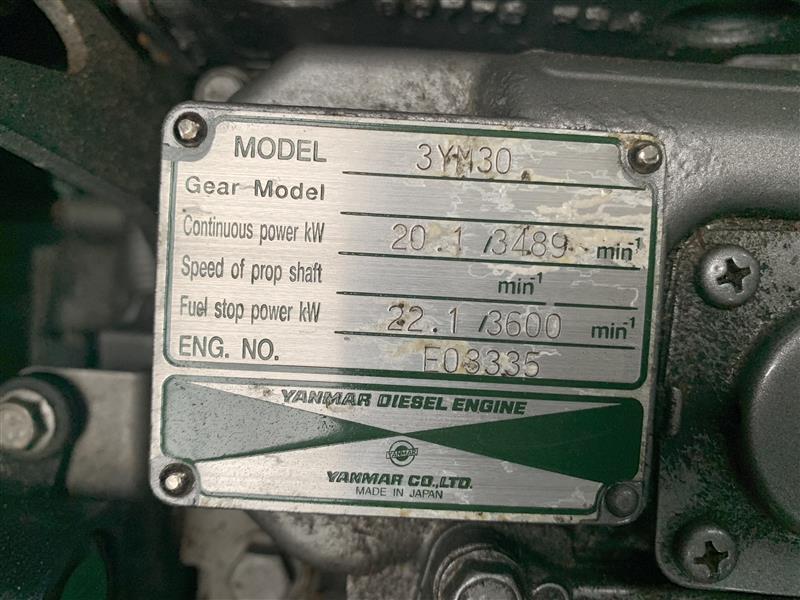 MODEL 3YM30
Gear Model
Continuous power kW 20.1/3489 min-1
Speed of prop shaft min-1
Fuel stop power kW 22.1/3600 min-1
ENG. NO. E03335
YANMAR DIESEL ENGINE
YANMAR
YANMAR CO.,LTD.
MADE IN JAPAN